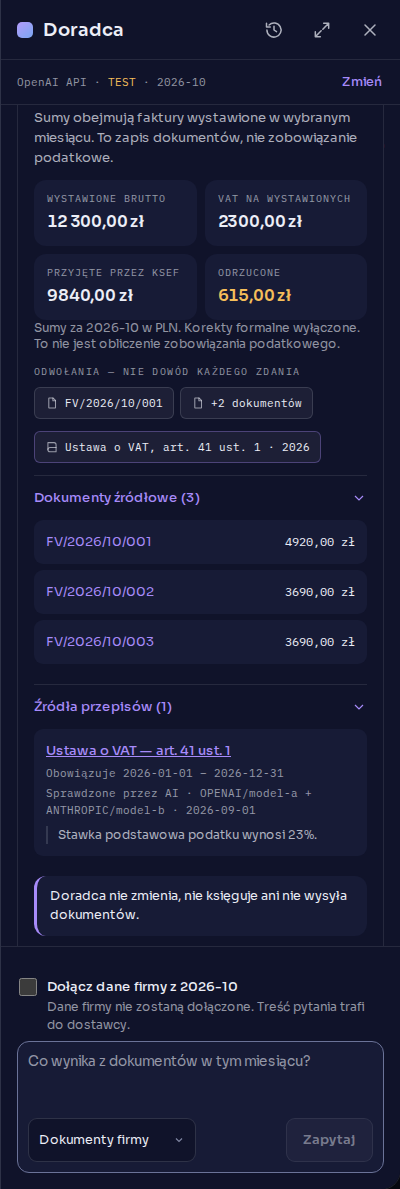 Doradca
OpenAI API · TEST · 2026-10
Zmień
Sumy obejmują faktury wystawione w wybranym
miesiącu. To zapis dokumentów, nie zobowiązanie
podatkowe.
WYSTAWIONE BRUTTO
12 300,00 zł
VAT NA WYSTAWIONYCH
2300,00 zł
PRZYJĘTE PRZEZ KSEF
9840,00 zł
ODRZUCONE
615,00 zł
Sumy za 2026-10 w PLN. Korekty formalne wyłączone.
To nie jest obliczenie zobowiązania podatkowego.
ODWOŁANIA — NIE DOWÓD KAŻDEGO ZDANIA
FV/2026/10/001
+2 dokumentów
Ustawa o VAT, art. 41 ust. 1 · 2026
Dokumenty źródłowe (3)
FV/2026/10/001
4920,00 zł
FV/2026/10/002
3690,00 zł
FV/2026/10/003
3690,00 zł
Źródła przepisów (1)
Ustawa o VAT — art. 41 ust. 1
Obowiązuje 2026-01-01 – 2026-12-31
Sprawdzone przez AI · OPENAI/model-a +
ANTHROPIC/model-b · 2026-09-01
Stawka podstawowa podatku wynosi 23%.
Doradca nie zmienia, nie księguje ani nie wysyła
dokumentów.
Dołącz dane firmy z 2026-10
Dane firmy nie zostaną dołączone. Treść pytania trafi
do dostawcy.
Co wynika z dokumentów w tym miesiącu?
Dokumenty firmy
Zapytaj